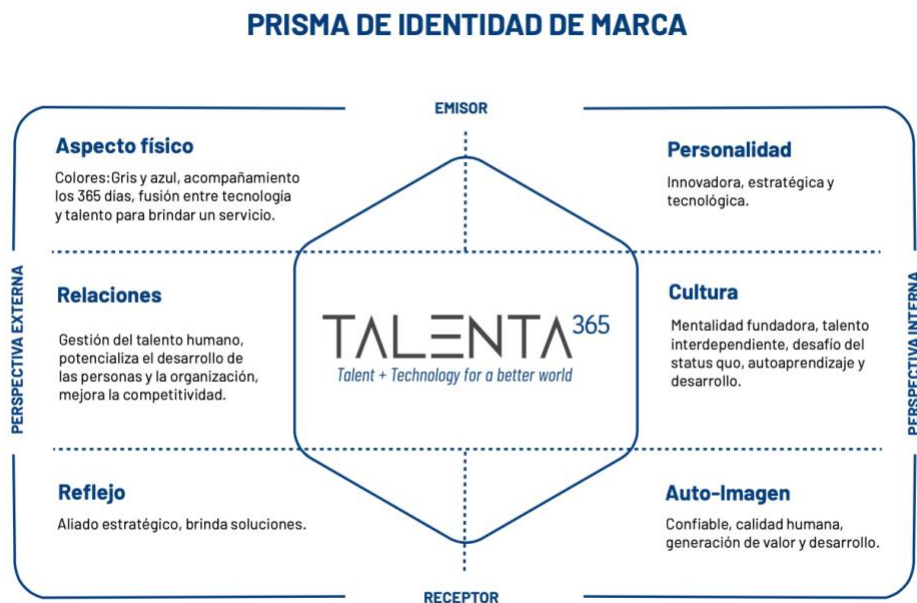 PRISMA DE IDENTIDAD DE MARCA
EMISOR
Aspecto físico
Colores:Gris y azul, acompañamiento
los 365 días, fusión entre tecnología
y talento para brindar un servicio.
Personalidad
Innovadora, estratégica y
tecnológica.
PERSPECTIVA EXTERNA
Relaciones
Gestión del talento humano,
potencializa el desarrollo de
las personas y la organización,
mejora la competitividad.
TALENTA365
Talent + Technology for a better world
Cultura
Mentalidad fundadora, talento
interdependiente, desafío del
status quo, autoaprendizaje y
desarrollo.
PERSPECTIVA INTERNA
Reflejo
Aliado estratégico, brinda soluciones.
Auto-Imagen
Confiable, calidad humana,
generación de valor y desarrollo.
RECEPTOR